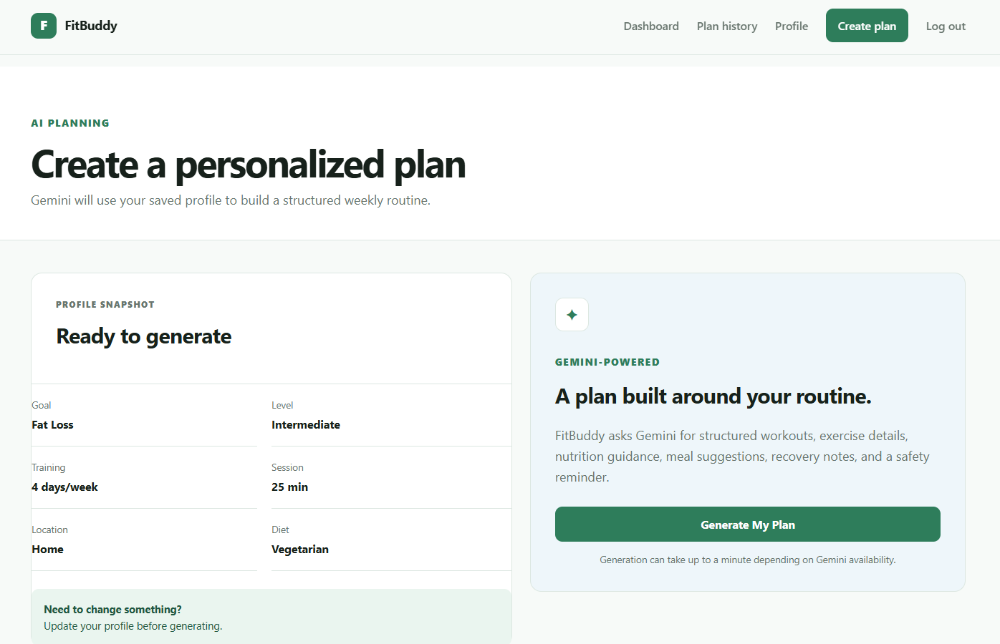 F FitBuddy
Dashboard Plan history Profile Create plan Log out
AI PLANNING
Create a personalized plan
Gemini will use your saved profile to build a structured weekly routine.
PROFILE SNAPSHOT
Ready to generate
Goal
Fat Loss
Level
Intermediate
Training
4 days/week
Session
25 min
Location
Home
Diet
Vegetarian
Need to change something?
Update your profile before generating.
GEMINI-POWERED
A plan built around your routine.
FitBuddy asks Gemini for structured workouts, exercise details,
nutrition guidance, meal suggestions, recovery notes, and a safety
reminder.
Generate My Plan
Generation can take up to a minute depending on Gemini availability.